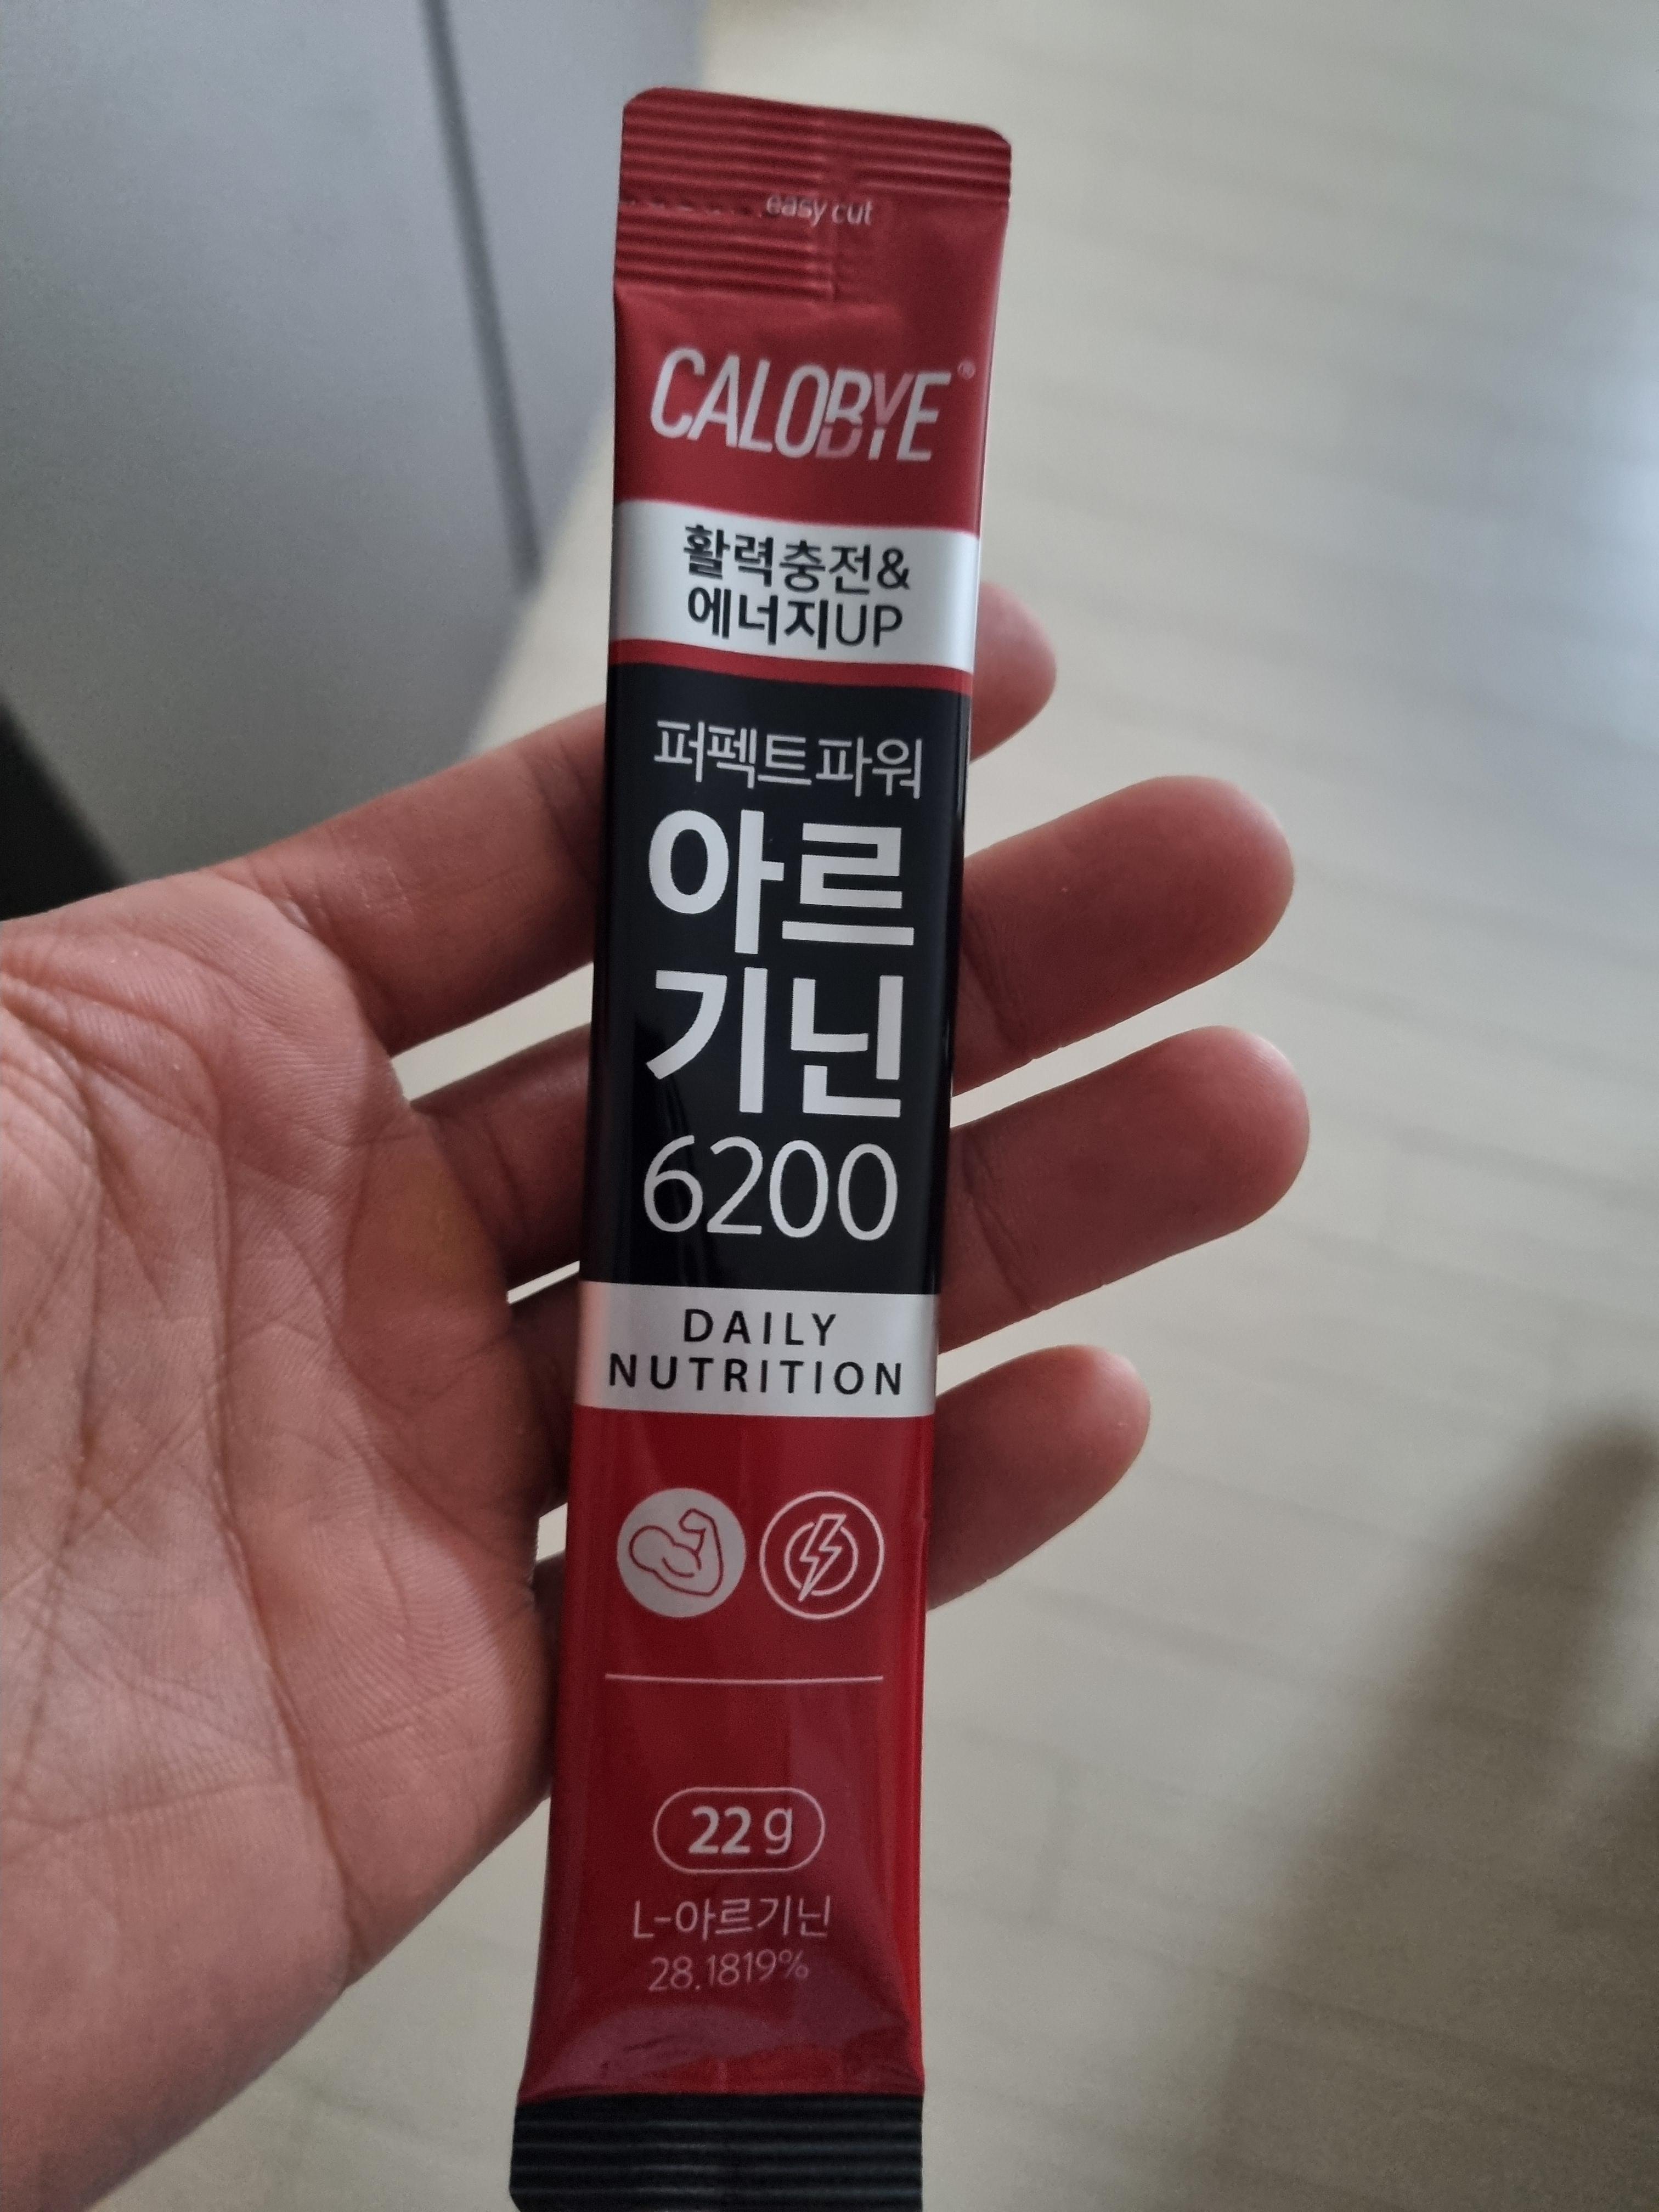 easy cut
CALOBYE®
활력충전&
에너지UP
퍼펙트파워
아르
기닌
6200
DAILY
NUTRITION
22g
L-아르기닌
28.1819%